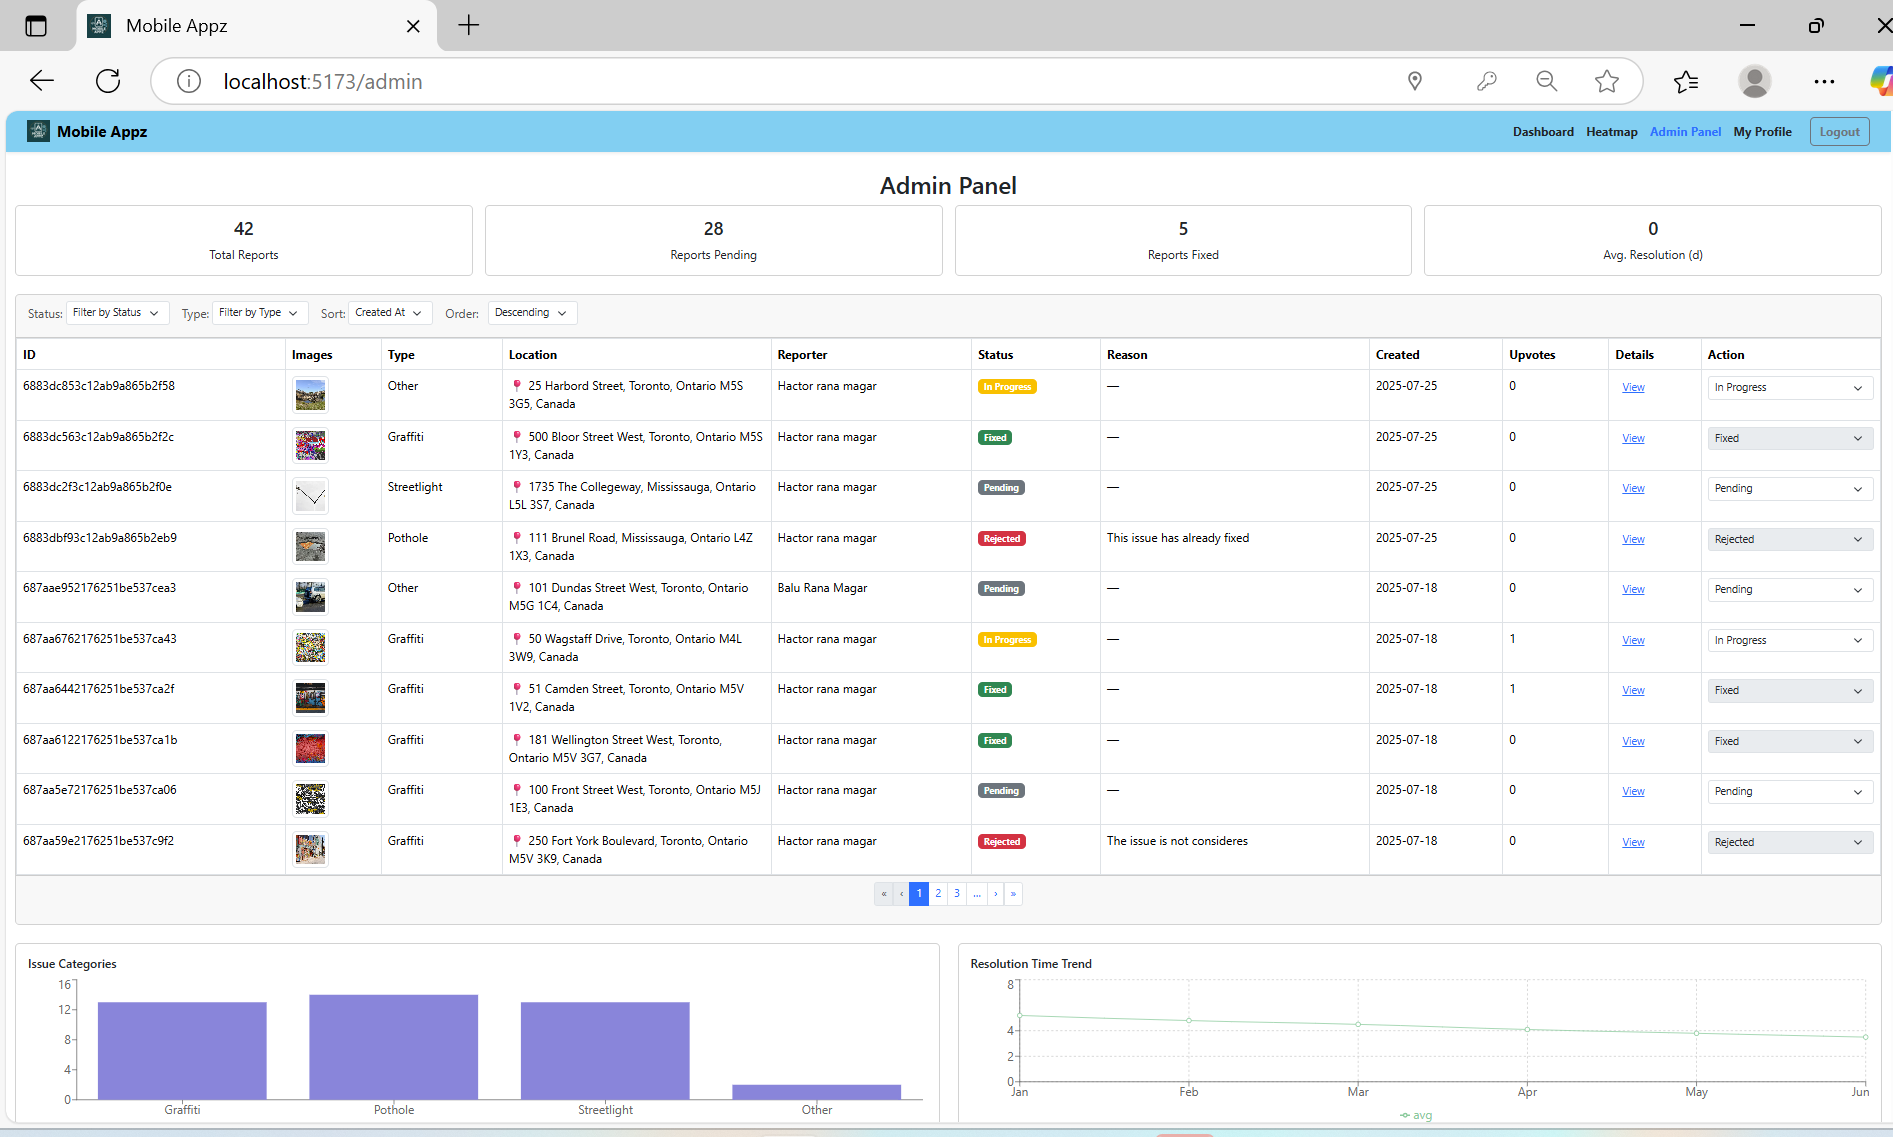 Mobile Appz
localhost:5173/admin
Mobile Appz
Dashboard Heatmap Admin Panel My Profile Logout
Admin Panel
42
Total Reports
28
Reports Pending
5
Reports Fixed
0
Avg. Resolution (d)
Status: Filter by Status Type: Filter by Type Sort: Created At Order: Descending
ID Images Type Location Reporter Status Reason Created Upvotes Details Action
6883dc853c12ab9a865b2f58 Other 25 Harbord Street, Toronto, Ontario M5S Hactor rana magar In Progress — 2025-07-25 0 View In Progress
3G5, Canada
6883dc563c12ab9a865b2f2c Graffiti 500 Bloor Street West, Toronto, Ontario M5S Hactor rana magar Fixed — 2025-07-25 0 View Fixed
1Y3, Canada
6883dc2f3c12ab9a865b2f0e Streetlight 1735 The Collegeway, Mississauga, Ontario Hactor rana magar Pending — 2025-07-25 0 View Pending
L5L 3S7, Canada
6883dbf93c12ab9a865b2eb9 Pothole 111 Brunel Road, Mississauga, Ontario L4Z Hactor rana magar Rejected This issue has already fixed 2025-07-25 0 View Rejected
1X3, Canada
687aae952176251be537cea3 Other 101 Dundas Street West, Toronto, Ontario Balu Rana Magar Pending — 2025-07-18 0 View Pending
M5G 1C4, Canada
687aa6762176251be537ca43 Graffiti 50 Wagstaff Drive, Toronto, Ontario M4L Hactor rana magar In Progress — 2025-07-18 1 View In Progress
3W9, Canada
687aa6442176251be537ca2f Graffiti 51 Camden Street, Toronto, Ontario M5V Hactor rana magar Fixed — 2025-07-18 1 View Fixed
1V2, Canada
687aa6122176251be537ca1b Graffiti 181 Wellington Street West, Toronto, Hactor rana magar Fixed — 2025-07-18 0 View Fixed
Ontario M5V 3G7, Canada
687aa5e72176251be537ca06 Graffiti 100 Front Street West, Toronto, Ontario M5J Hactor rana magar Pending — 2025-07-18 0 View Pending
1E3, Canada
687aa59e2176251be537c9f2 Graffiti 250 Fort York Boulevard, Toronto, Ontario Hactor rana magar Rejected The issue is not consideres 2025-07-18 0 View Rejected
M5V 3K9, Canada
« ‹ 1 2 3 ... › »
Issue Categories
16
12
8
4
0
Graffiti Pothole Streetlight Other
Resolution Time Trend
8
4
2
0
Jan Feb Mar Apr May Jun
avg